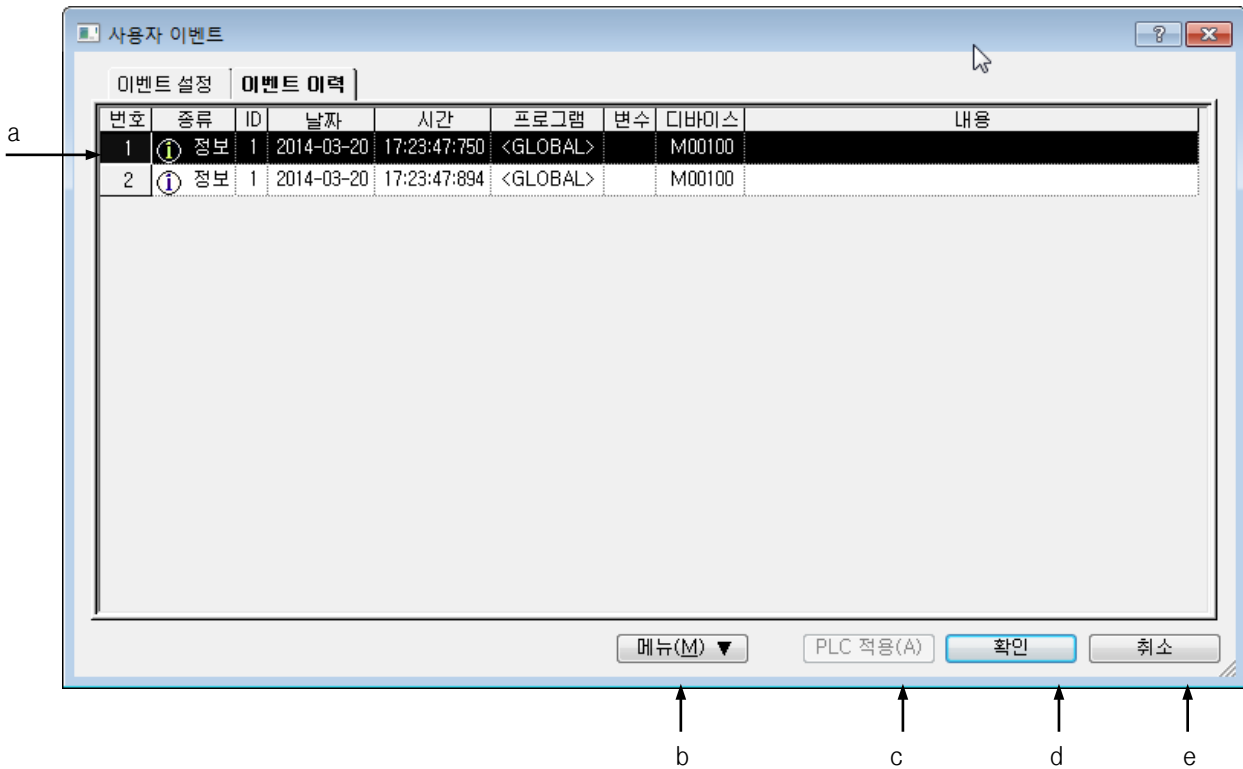 사용자 이벤트
이벤트 설정 이벤트 이력
번호 종류 ID 날짜 시간 프로그램 변수 디바이스 내용
a
1 정보 1 2014-03-20 17:23:47:750 <GLOBAL> M00100
2 정보 1 2014-03-20 17:23:47:894 <GLOBAL> M00100
메뉴(M) ▼ PLC 적용(A) 확인 취소
b c d e